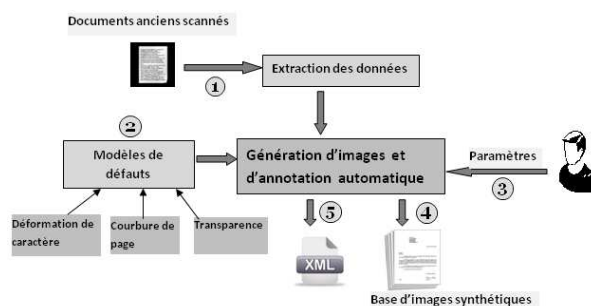 Documents anciens scannés
1
Extraction des données
2
Modèles de
défauts
Génération d'images et
d'annotation automatique
Paramètres
3
Déformation de
caractère
Courbure de
page
Transparence
5
4
XML
Base d'images synthétiques